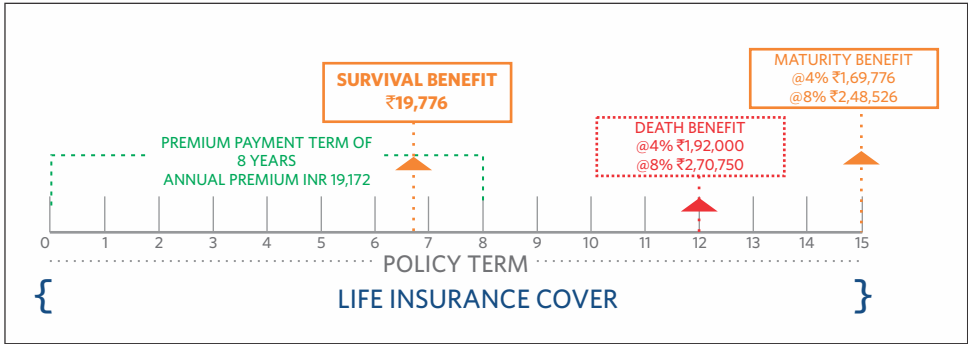 MATURITY BENEFIT
@4% ₹1,69,776
@8% ₹2,48,526
SURVIVAL BENEFIT
₹19,776
DEATH BENEFIT
@4% ₹1,92,000
@8% ₹2,70,750
PREMIUM PAYMENT TERM OF
8 YEARS
ANNUAL PREMIUM INR 19,172
0 1 2 3 4 5 6 7 8 9 10 11 12 13 14 15
POLICY TERM
{ LIFE INSURANCE COVER }